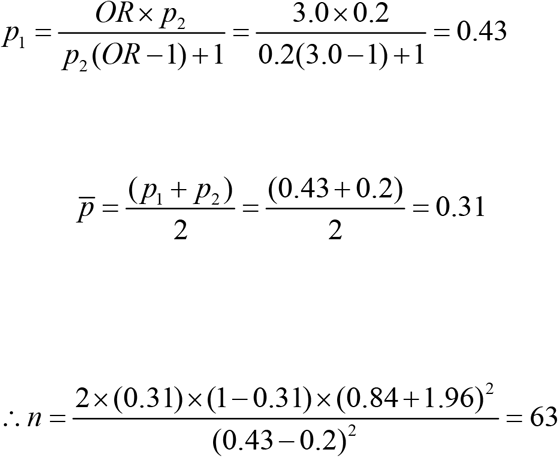 p₁ = (OR × p₂) / (p₂(OR − 1) + 1) = (3.0 × 0.2) / (0.2(3.0 − 1) + 1) = 0.43
p̅ = (p₁ + p₂) / 2 = (0.43 + 0.2) / 2 = 0.31
∴ n = (2 × (0.31) × (1 − 0.31) × (0.84 + 1.96)²) / (0.43 − 0.2)² = 63